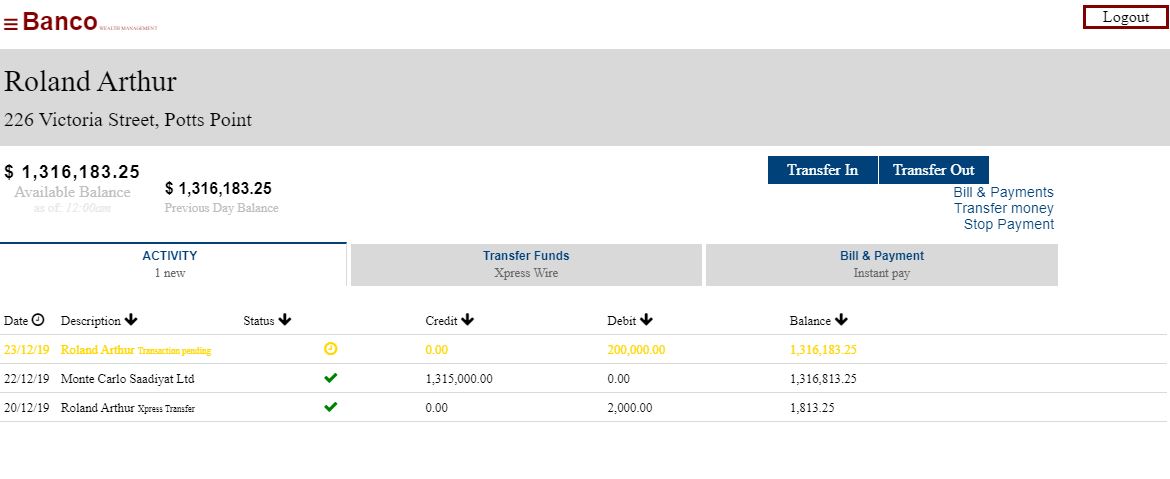 Banco WEALTH MANAGEMENT
Logout
Roland Arthur
226 Victoria Street, Potts Point
$ 1,316,183.25
Available Balance
as of: 12:00am
$ 1,316,183.25
Previous Day Balance
Transfer In Transfer Out
Bill & Payments
Transfer money
Stop Payment
ACTIVITY
1 new
Transfer Funds
Xpress Wire
Bill & Payment
Instant pay
Date Description Status Credit Debit Balance
23/12/19 Roland Arthur Transaction pending 0.00 200,000.00 1,316,183.25
22/12/19 Monte Carlo Saadiyat Ltd 1,315,000.00 0.00 1,316,813.25
20/12/19 Roland Arthur Xpress Transfer 0.00 2,000.00 1,813.25